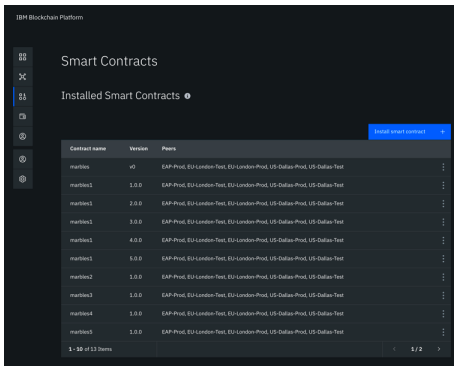 IBM Blockchain Platform
Smart Contracts
Installed Smart Contracts
Install smart contract +
Contract name Version Peers
marbles v0 EAP-Prod, EU-London-Test, EU-London-Prod, US-Dallas-Prod, US-Dallas-Test
marbles1 1.0.0 EAP-Prod, EU-London-Test, EU-London-Prod, US-Dallas-Prod, US-Dallas-Test
marbles1 2.0.0 EAP-Prod, EU-London-Test, EU-London-Prod, US-Dallas-Prod, US-Dallas-Test
marbles1 3.0.0 EAP-Prod, EU-London-Test, EU-London-Prod, US-Dallas-Prod, US-Dallas-Test
marbles1 4.0.0 EAP-Prod, EU-London-Test, EU-London-Prod, US-Dallas-Prod, US-Dallas-Test
marbles1 5.0.0 EAP-Prod, EU-London-Test, EU-London-Prod, US-Dallas-Prod, US-Dallas-Test
marbles2 1.0.0 EAP-Prod, EU-London-Test, EU-London-Prod, US-Dallas-Prod, US-Dallas-Test
marbles3 1.0.0 EAP-Prod, EU-London-Test, EU-London-Prod, US-Dallas-Prod, US-Dallas-Test
marbles4 1.0.0 EAP-Prod, EU-London-Test, EU-London-Prod, US-Dallas-Prod, US-Dallas-Test
marbles5 1.0.0 EAP-Prod, EU-London-Test, EU-London-Prod, US-Dallas-Prod, US-Dallas-Test
1 - 10 of 13 Items 1/2